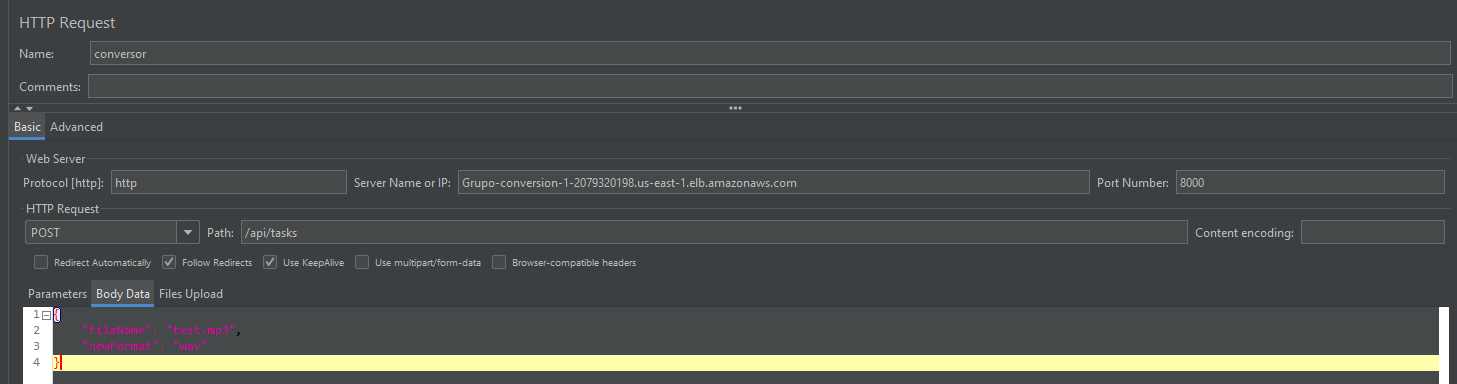 HTTP Request
Name: conversor
Comments:
Basic Advanced
Web Server
Protocol [http]: http Server Name or IP: Grupo-conversion-1-2079320198.us-east-1.elb.amazonaws.com Port Number: 8000
HTTP Request
POST Path: /api/tasks Content encoding:
Redirect Automatically Follow Redirects Use KeepAlive Use multipart/form-data Browser-compatible headers
Parameters Body Data Files Upload
1 {
2 "fileName": "test.mp3",
3 "newFormat": "wav"
4 }